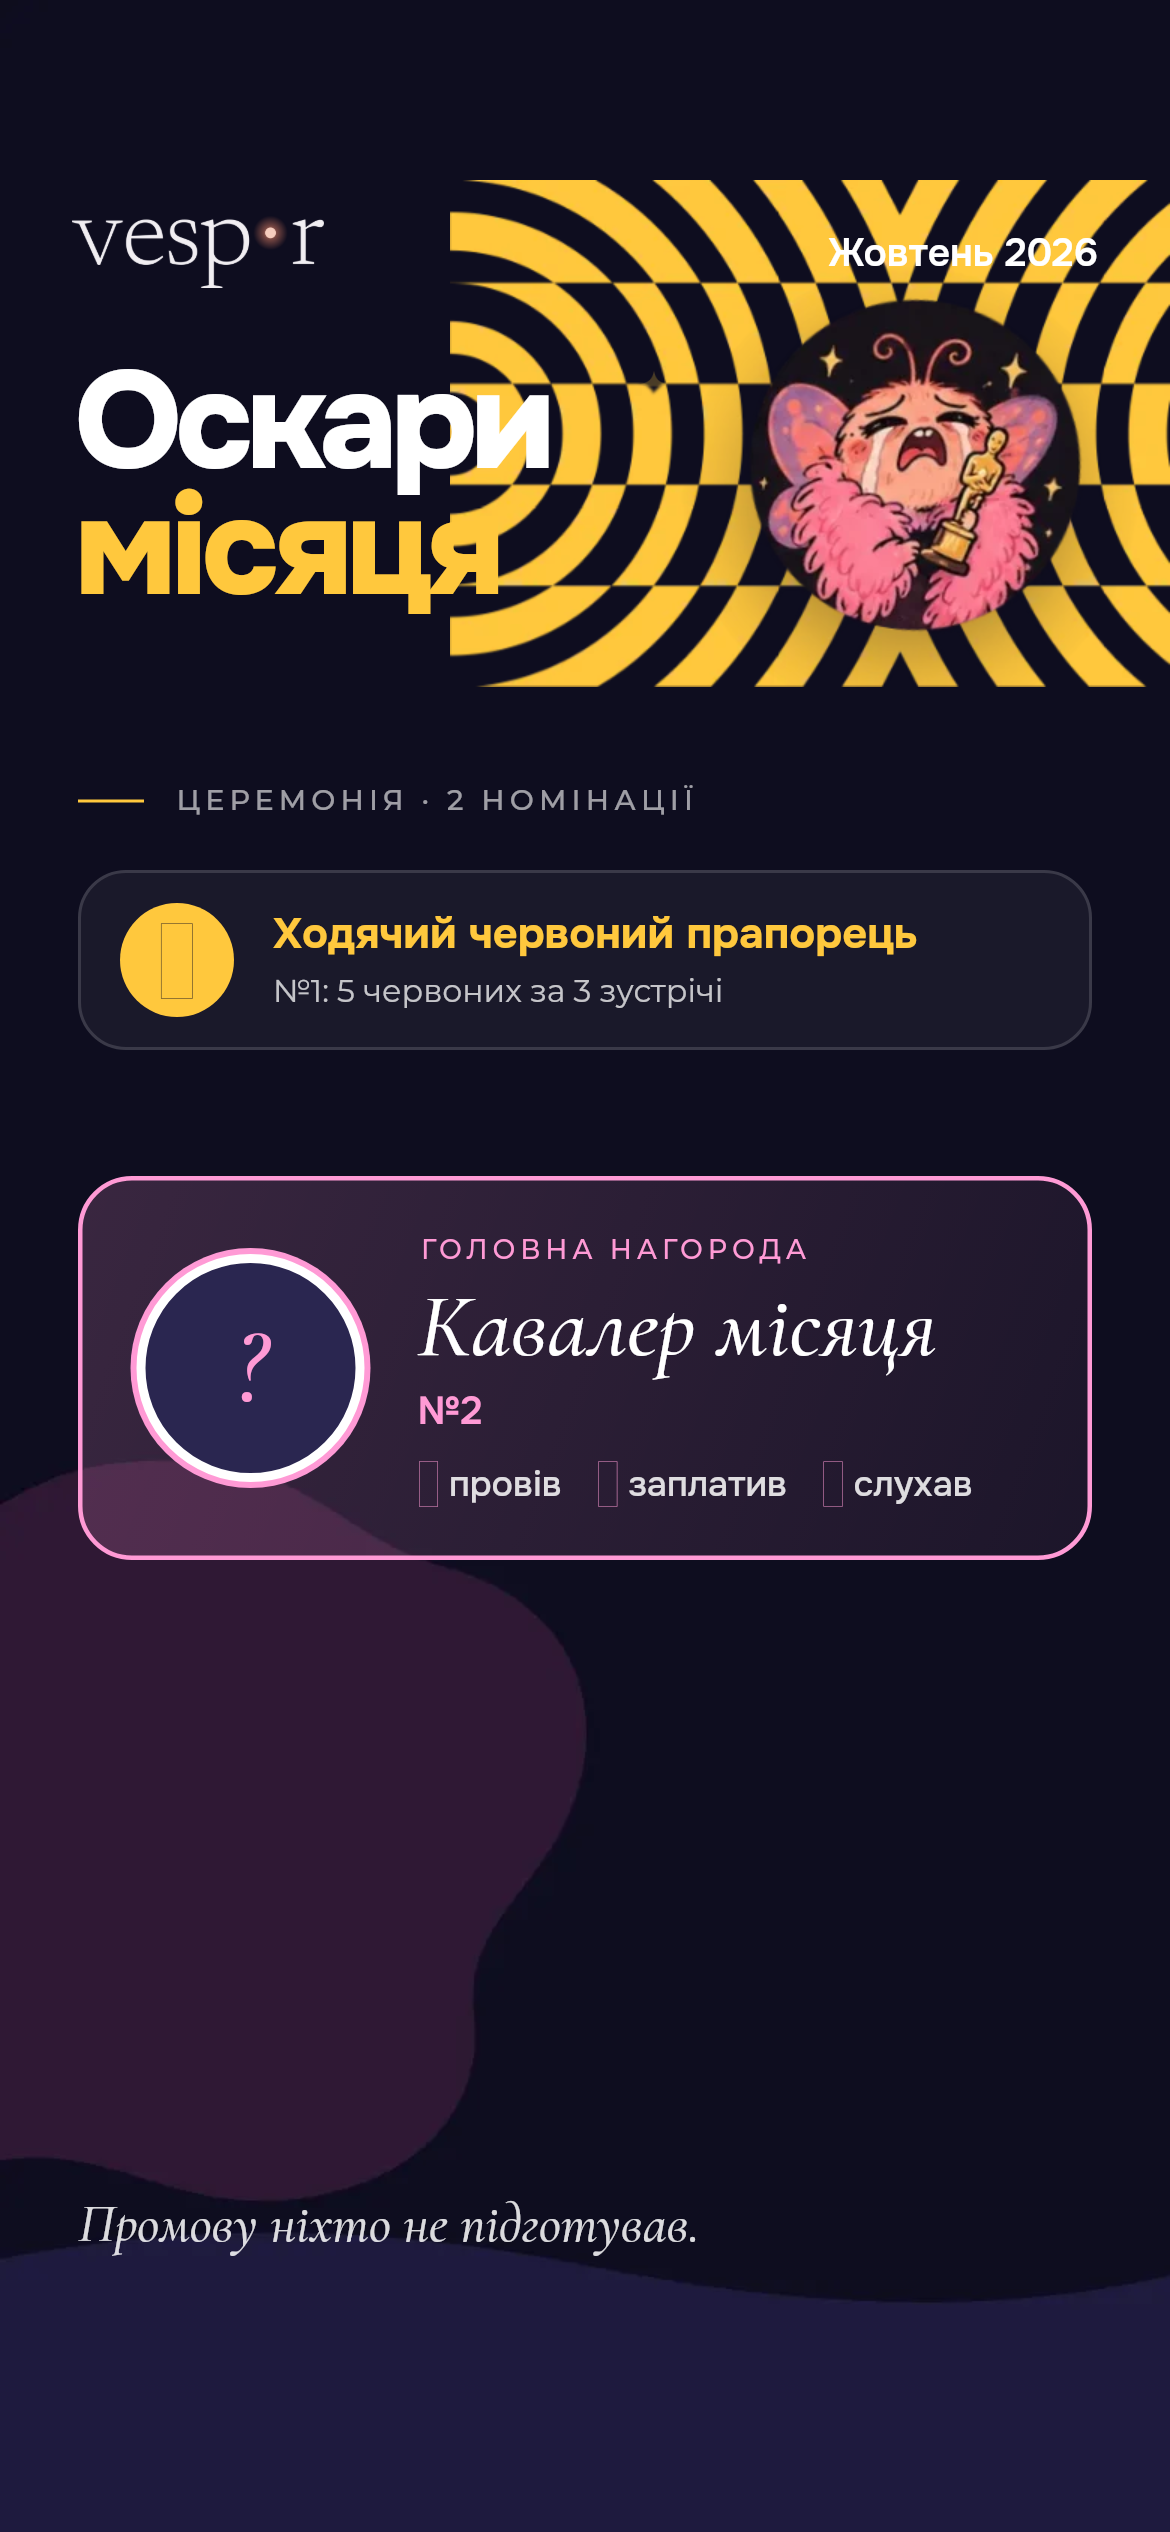 vesp•r
Жовтень 2026
Оскари
місяця
ЦЕРЕМОНІЯ · 2 НОМІНАЦІЇ
Ходячий червоний прапорець
№1: 5 червоних за 3 зустрічі
ГОЛОВНА НАГОРОДА
?
Кавалер місяця
№2
провів заплатив слухав
Промову ніхто не підготував.